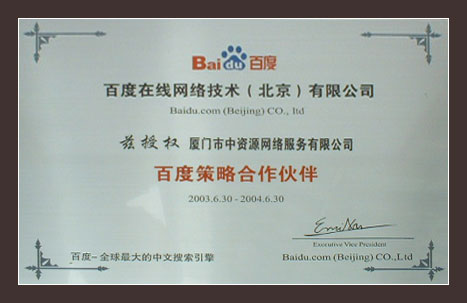 Baidu百度
百度在线网络技术（北京）有限公司
Baidu.com (Beijing) CO., ltd
兹授权 厦门市中资源网络服务有限公司
百度策略合作伙伴
2003.6.30 - 2004.6.30
Executive Vice President
百度-全球最大的中文搜索引擎
Baidu.com (Beijing) CO.,Ltd